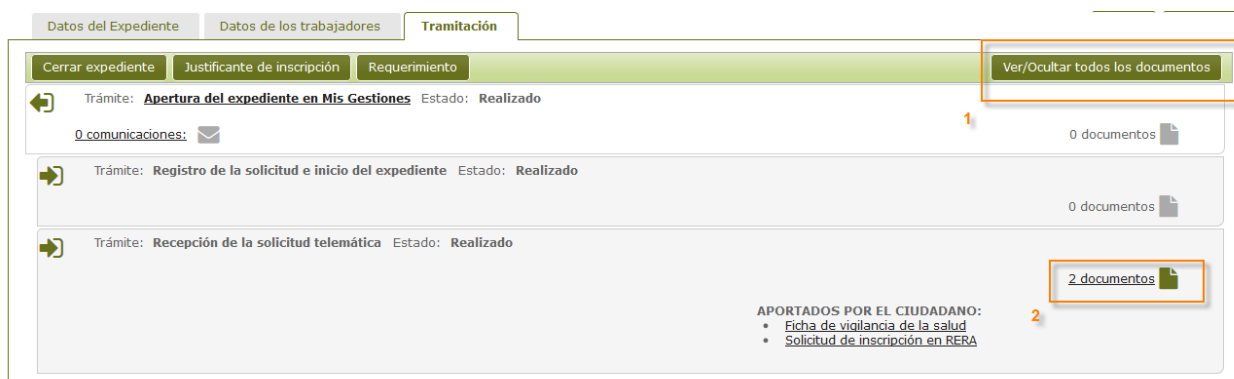 Datos del Expediente Datos de los trabajadores Tramitación
Cerrar expediente Justificante de inscripción Requerimiento Ver/Ocultar todos los documentos
Trámite: Apertura del expediente en Mis Gestiones Estado: Realizado
1
0 comunicaciones: 0 documentos
Trámite: Registro de la solicitud e inicio del expediente Estado: Realizado
0 documentos
Trámite: Recepción de la solicitud telemática Estado: Realizado
2 documentos
APORTADOS POR EL CIUDADANO:
2
• Ficha de vigilancia de la salud
• Solicitud de inscripción en RERA